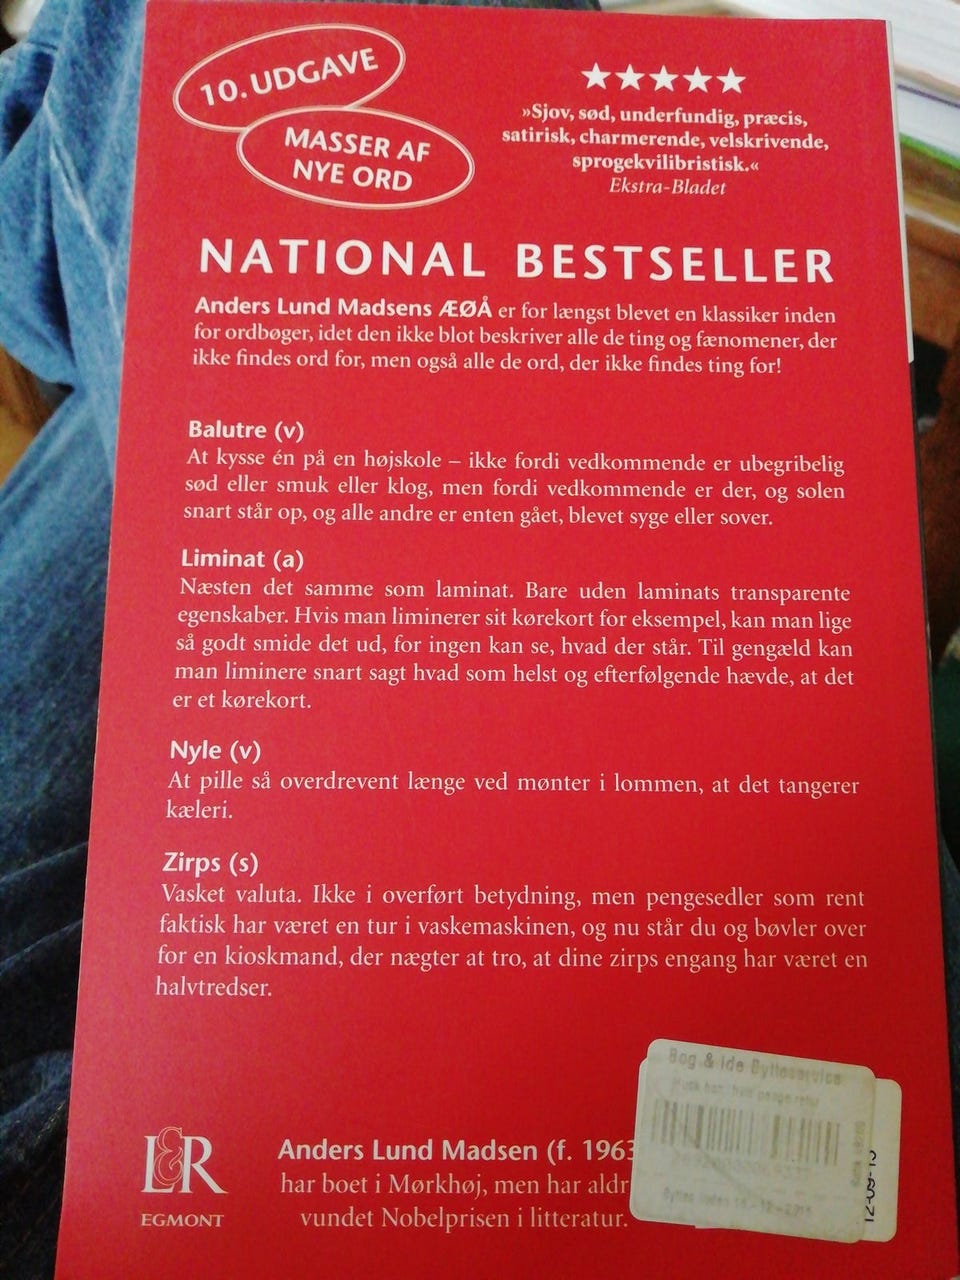 10. UDGAVE
MASSER AF
NYE ORD
»Sjov, sød, underfundig, præcis,
satirisk, charmerende, velskrivende,
sprogekvilibristisk.«
Ekstra-Bladet
NATIONAL BESTSELLER
Anders Lund Madsens ÆØÅ er for længst blevet en klassiker inden
for ordbøger, idet den ikke blot beskriver alle de ting og fænomener, der
ikke findes ord for, men også alle de ord, der ikke findes ting for!
Balutre (v)
At kysse én på en højskole – ikke fordi vedkommende er ubegribelig
sød eller smuk eller klog, men fordi vedkommende er der, og solen
snart står op, og alle andre er enten gået, blevet syge eller sover.
Liminat (a)
Næsten det samme som laminat. Bare uden laminats transparente
egenskaber. Hvis man liminerer sit kørekort for eksempel, kan man lige
så godt smide det ud, for ingen kan se, hvad der står. Til gengæld kan
man liminere snart sagt hvad som helst og efterfølgende hævde, at det
er et kørekort.
Nyle (v)
At pille så overdrevent længe ved mønter i lommen, at det tangerer
kæleri.
Zirps (s)
Vasket valuta. Ikke i overført betydning, men pengesedler som rent
faktisk har været en tur i vaskemaskinen, og nu står du og bøvler over
for en kioskmand, der nægter at tro, at dine zirps engang har været en
halvtredser.
L&R
EGMONT
Anders Lund Madsen (f. 1963
har boet i Mørkhøj, men har aldr
vundet Nobelprisen i litteratur.
Bog & Ide Bytteservice
12-09-15